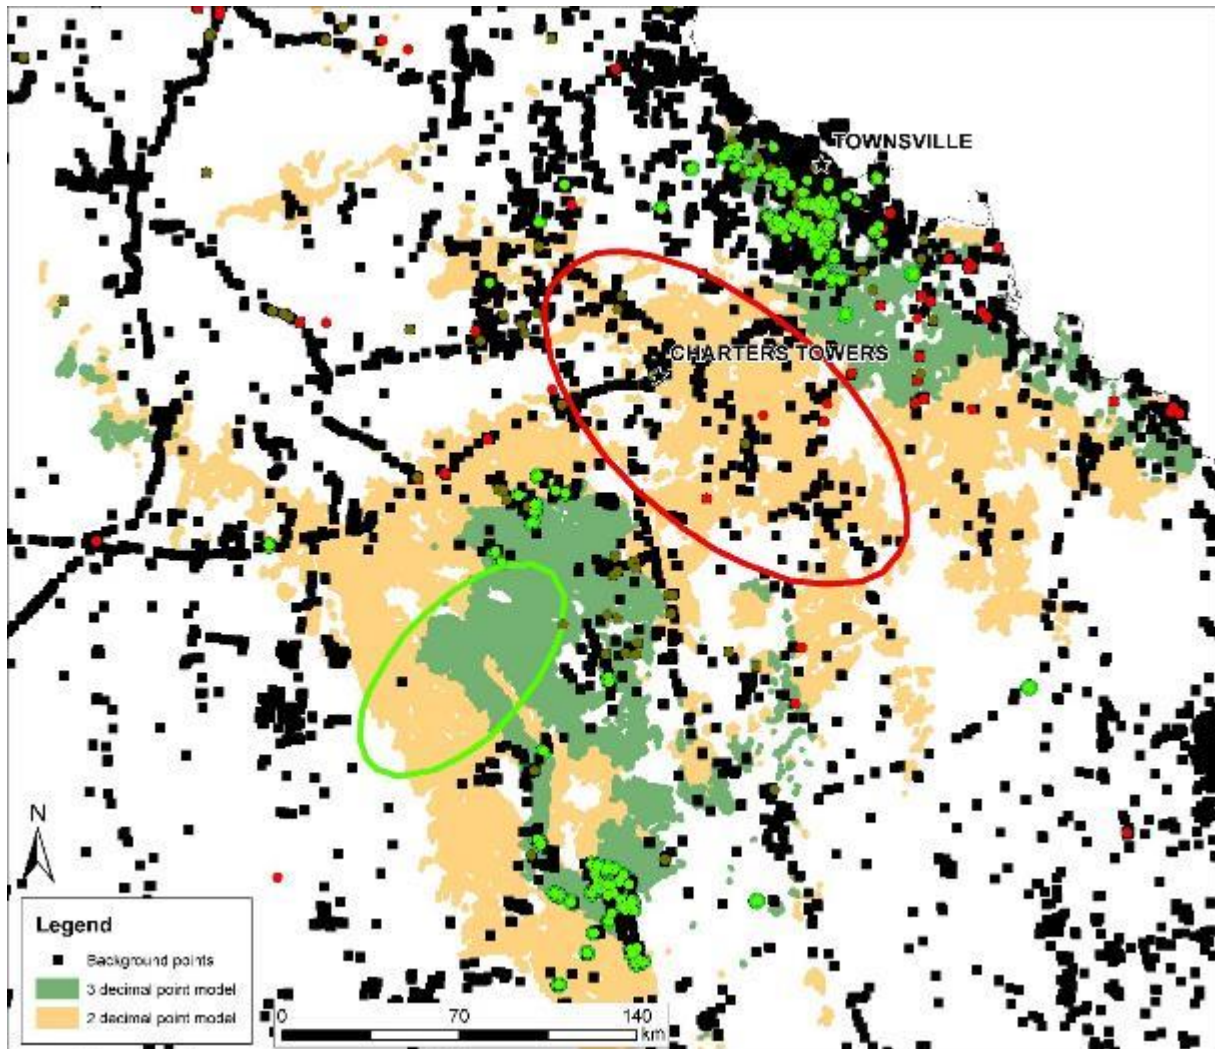 TOWNSVILLE
CHARTERS TOWERS
N
Legend
Background points
3 decimal point model
2 decimal point model
0 70 140
km